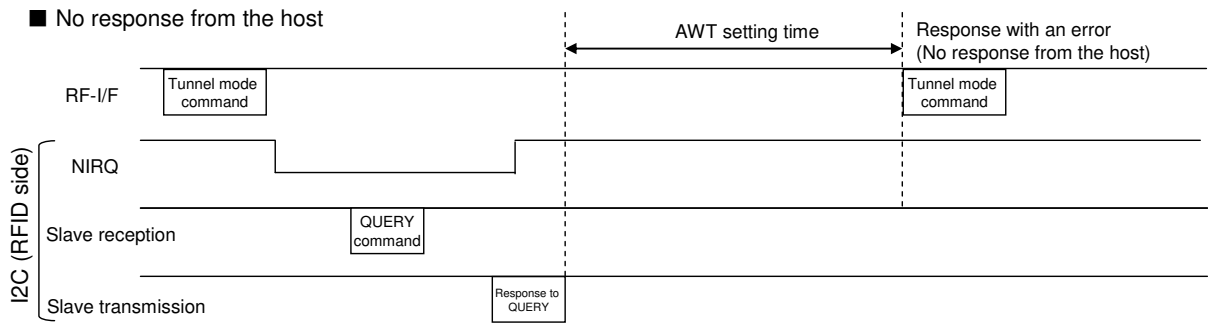 ■ No response from the host
AWT setting time
Response with an error
(No response from the host)
RF-I/F
Tunnel mode
command
Tunnel mode
command
I2C (RFID side)
NIRQ
Slave reception
QUERY
command
Slave transmission
Response to
QUERY